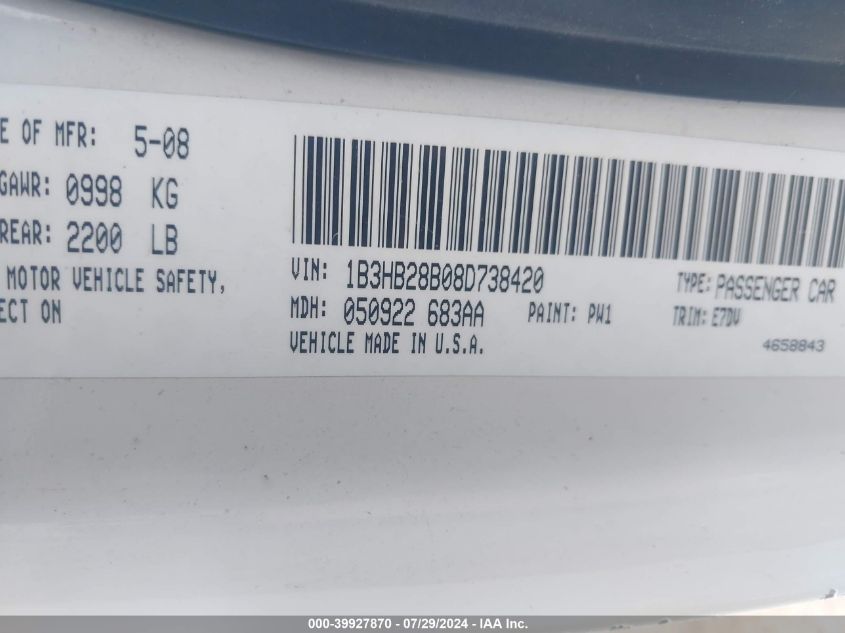 E OF MFR: 5-08
GAWR: 0998 KG
REAR: 2200 LB
MOTOR VEHICLE SAFETY,
ECT ON
VIN: 1B3HB28B08D738420
TYPE: PASSENGER CAR
MDH: 050922 683AA
PAINT: PW1
TRIM: E7DV
VEHICLE MADE IN U.S.A.
4658843
000-39927870 / 07/29/2024 - IAA Inc.